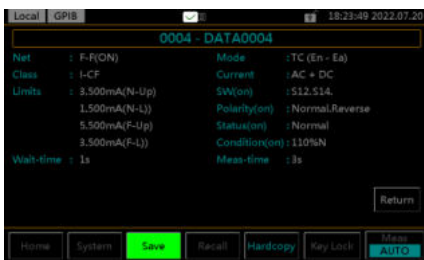 Local GPIB 18:23:49 2022.07.20
0004 - DATA0004
Net : F-F(ON) Mode :TC (En - Ea)
Class : I-CF Current :AC + DC
Limits : 3.500mA(N-Up) SW(on) :S12.S14.
1.500mA(N-L)) Polarity(on) :Normal.Reverse
5.500mA(F-Up) Status(on) :Normal
3.500mA(F-L)) Condition(on) :110%N
Wait-time : 1s Meas-time :3s
Return
Home System Save Recall Hardcopy Key Lock Meas
AUTO